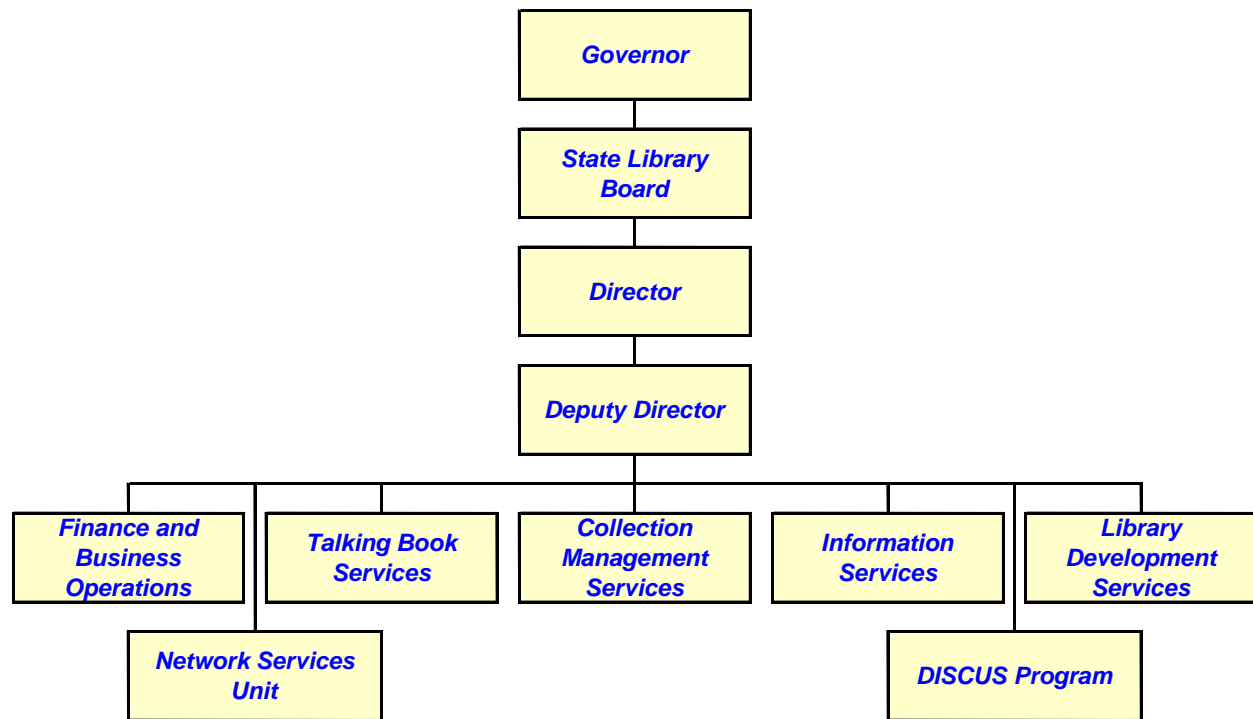 Governor
State Library
Board
Director
Deputy Director
Finance and
Business
Operations
Talking Book
Services
Collection
Management
Services
Information
Services
Library
Development
Services
Network Services
Unit
DISCUS Program